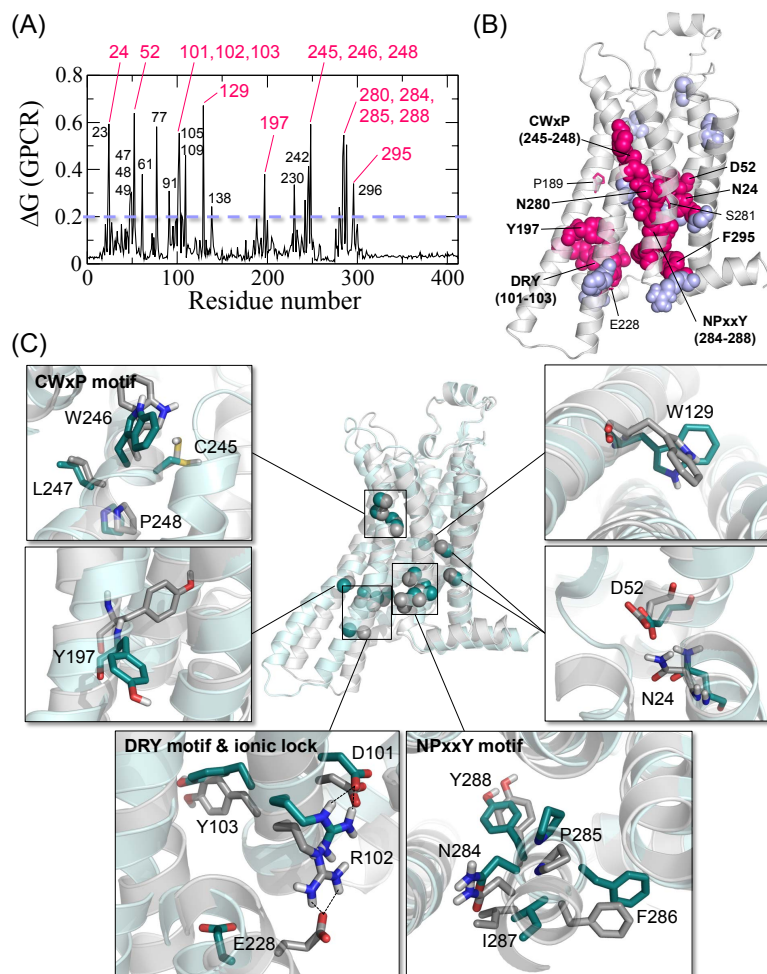 (A)
24 52 101, 102, 103 245, 246, 248
129 280, 284,
285, 288
197
295
0.8
0.6
0.4
0.2
0
ΔG (GPCR)
23
47
48
49
61
77
91
105
109
138
230
242
296
0 100 200 300 400
Residue number
(B)
CWxP
(245-248)
P189
N280
Y197
DRY
(101-103)
E228
D52
N24
S281
F295
NPxxY
(284-288)
(C)
CWxP motif
W246
C245
L247
P248
Y197
W129
D52
N24
DRY motif & ionic lock
D101
Y103
R102
E228
NPxxY motif
Y288
P285
N284
F286
I287